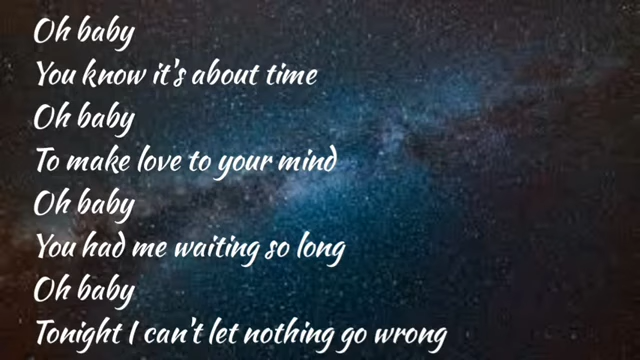 Oh baby
You know it's about time
Oh baby
To make love to your mind
Oh baby
You had me waiting so long
Oh baby
Tonight I can't let nothing go wrong